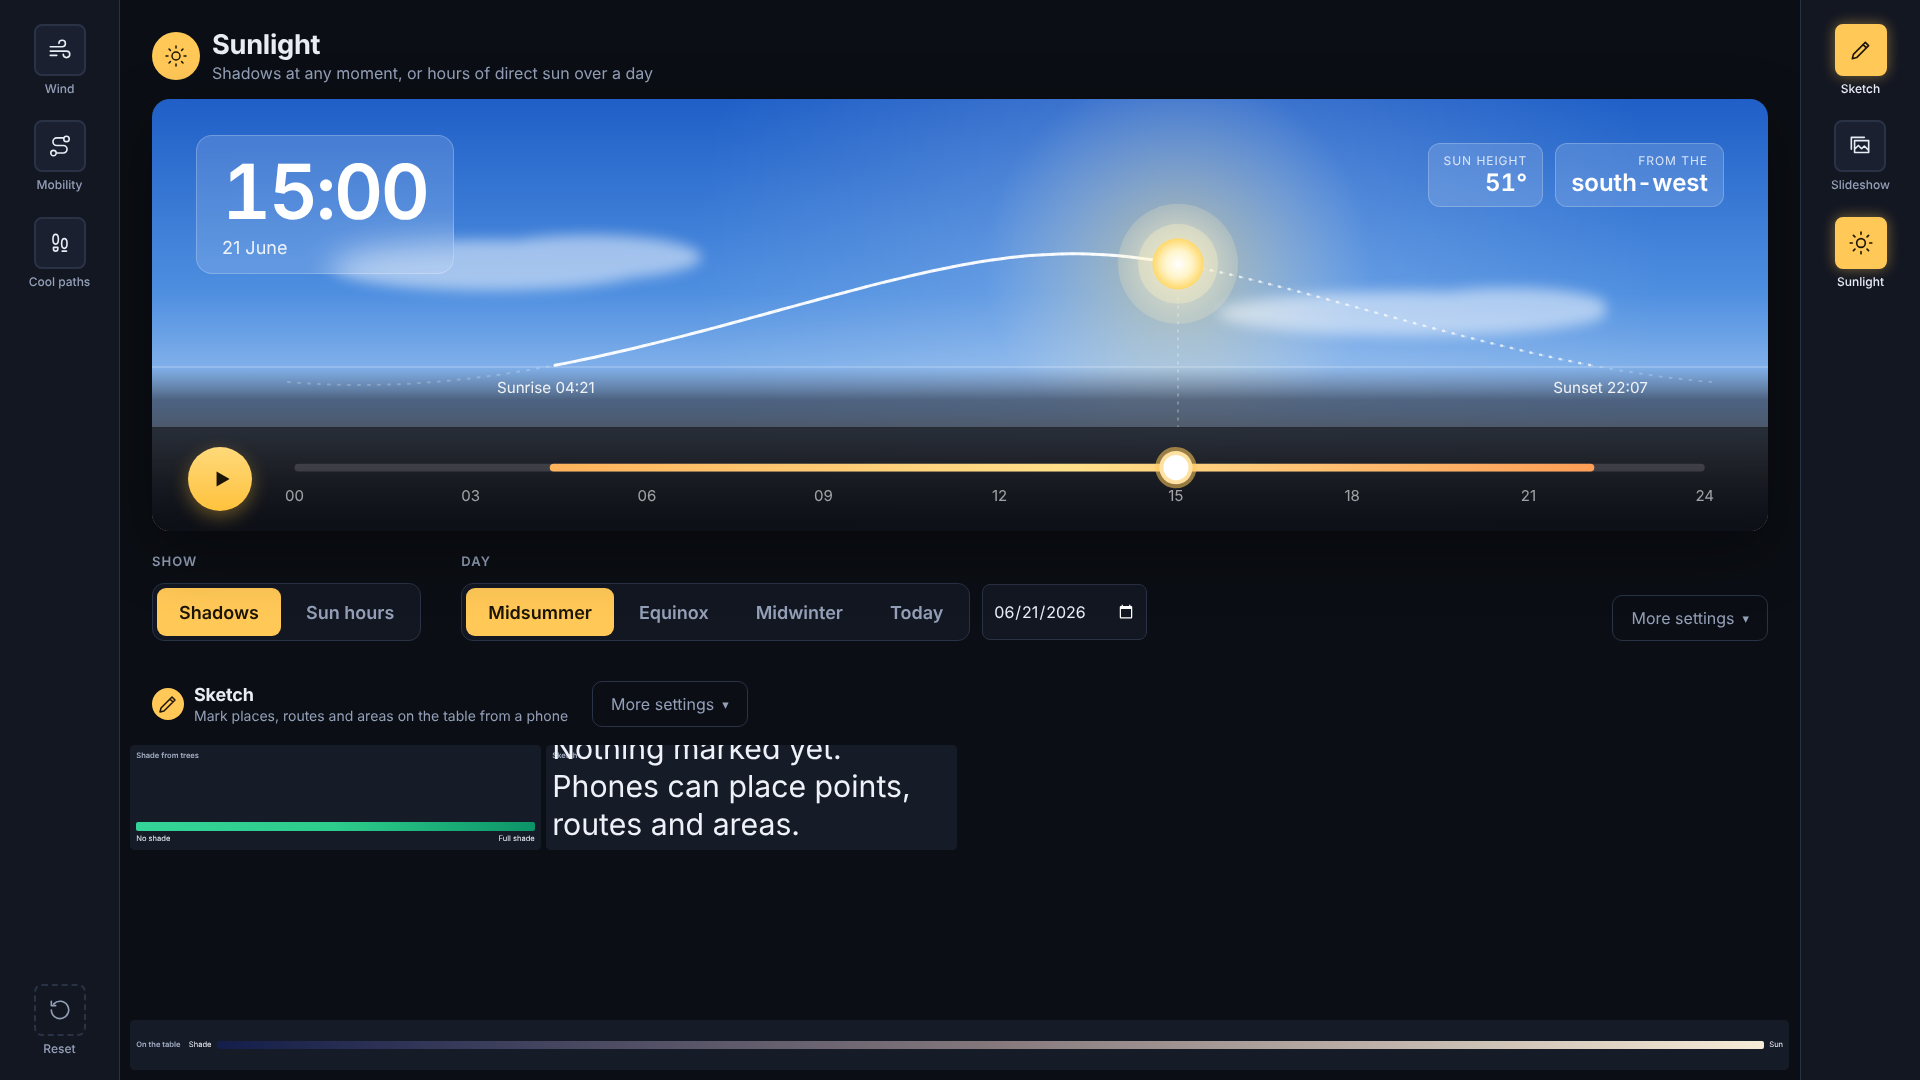 Wind
Mobility
Cool paths
Reset
Sunlight
Shadows at any moment, or hours of direct sun over a day
15:00
21 June
SUN HEIGHT
51°
FROM THE
south-west
Sunrise 04:21
Sunset 22:07
00 03 06 09 12 15 18 21 24
SHOW
Shadows Sun hours
DAY
Midsummer Equinox Midwinter Today
06/21/2026
More settings
Sketch
Mark places, routes and areas on the table from a phone
More settings
Shade from trees
No shade Full shade
Nothing marked yet.
Phones can place points,
routes and areas.
On the table Shade Sun
Sketch
Slideshow
Sunlight